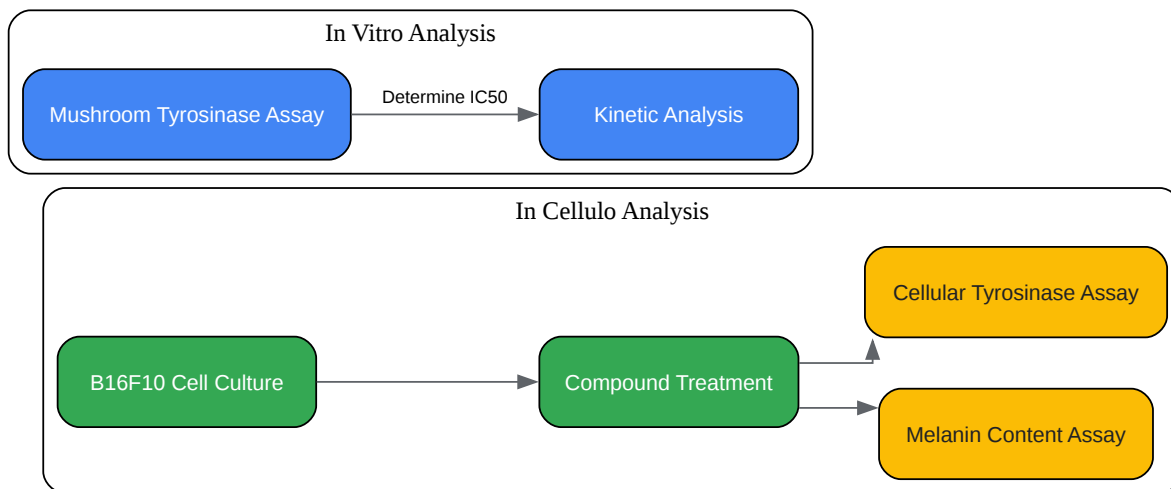 In Vitro Analysis
Mushroom Tyrosinase Assay
Determine IC50
Kinetic Analysis
In Cellulo Analysis
Cellular Tyrosinase Assay
B16F10 Cell Culture
Compound Treatment
Melanin Content Assay